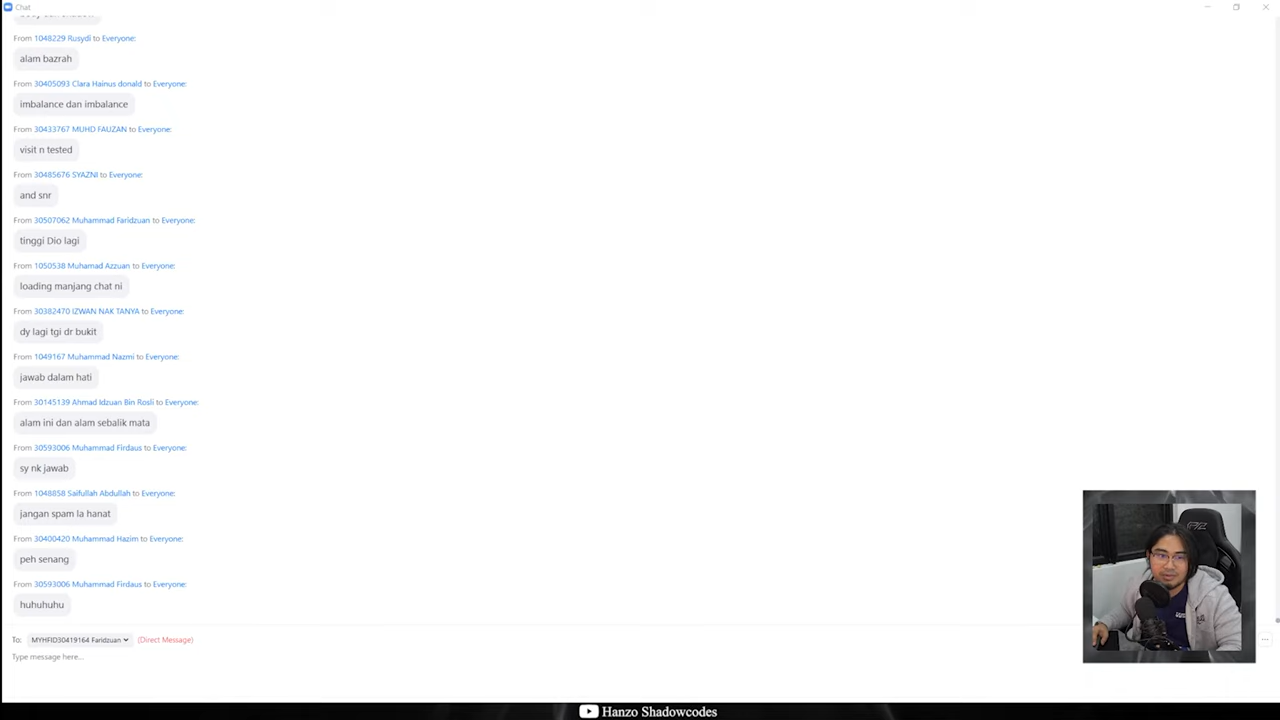 Chat
From 1048229 Rusydi to Everyone:
alam bazrah
From 30405093 Clara Hainus donald to Everyone:
imbalance dan imbalance
From 30433767 MUHD FAUZAN to Everyone:
visit n tested
From 30485676 SYAZNI to Everyone:
and snr
From 30507062 Muhammad Faridzuan to Everyone:
tinggi Dio lagi
From 1050538 Muhamad Azzuan to Everyone:
loading manjang chat ni
From 30382470 IZWAN NAK TANYA to Everyone:
dy lagi tgi dr bukit
From 1049167 Muhammad Nazmi to Everyone:
jawab dalam hati
From 30145139 Ahmad Idzuan Bin Rosli to Everyone:
alam ini dan alam sebalik mata
From 30593006 Muhammad Firdaus to Everyone:
sy nk jawab
From 1048858 Saifullah Abdullah to Everyone:
jangan spam la hanat
From 30400420 Muhammad Hazim to Everyone:
peh senang
From 30593006 Muhammad Firdaus to Everyone:
huhuhuhu
To: MYHFID30419164 Faridzuan (Direct Message)
Type message here...
Hanzo Shadowcodes